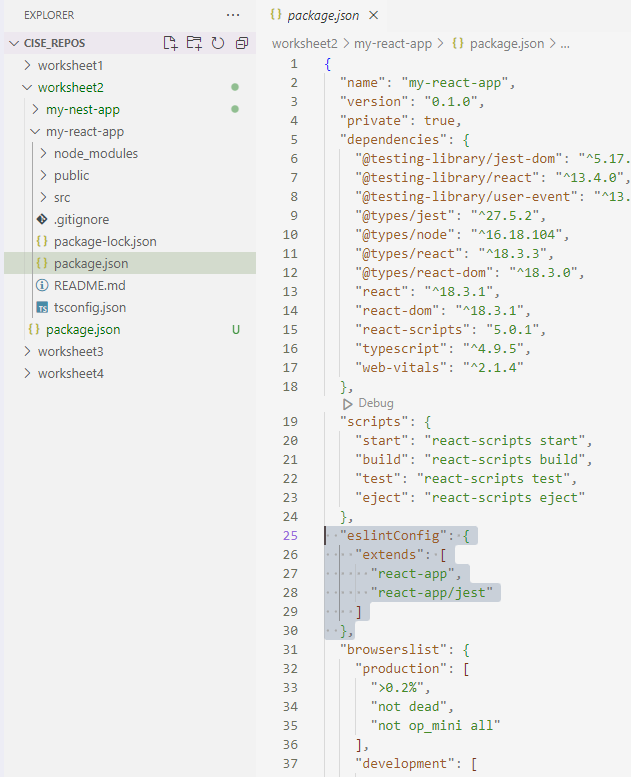 EXPLORER
CISE_REPOS
worksheet1
worksheet2
my-nest-app
my-react-app
node_modules
public
src
.gitignore
package-lock.json
package.json
README.md
TS tsconfig.json
package.json U
worksheet3
worksheet4
package.json
worksheet2 > my-react-app > {} package.json > ...
1 {
2 "name": "my-react-app",
3 "version": "0.1.0",
4 "private": true,
5 "dependencies": {
6 "@testing-library/jest-dom": "^5.17.
7 "@testing-library/react": "^13.4.0",
8 "@testing-library/user-event": "^13.
9 "@types/jest": "^27.5.2",
10 "@types/node": "^16.18.104",
11 "@types/react": "^18.3.3",
12 "@types/react-dom": "^18.3.0",
13 "react": "^18.3.1",
14 "react-dom": "^18.3.1",
15 "react-scripts": "5.0.1",
16 "typescript": "^4.9.5",
17 "web-vitals": "^2.1.4"
18 },
Debug
19 "scripts": {
20 "start": "react-scripts start",
21 "build": "react-scripts build",
22 "test": "react-scripts test",
23 "eject": "react-scripts eject"
24 },
25 "eslintConfig": {
26 "extends": [
27 "react-app",
28 "react-app/jest"
29 ]
30 },
31 "browserslist": {
32 "production": [
33 ">0.2%",
34 "not dead",
35 "not op_mini all"
36 ],
37 "development": [